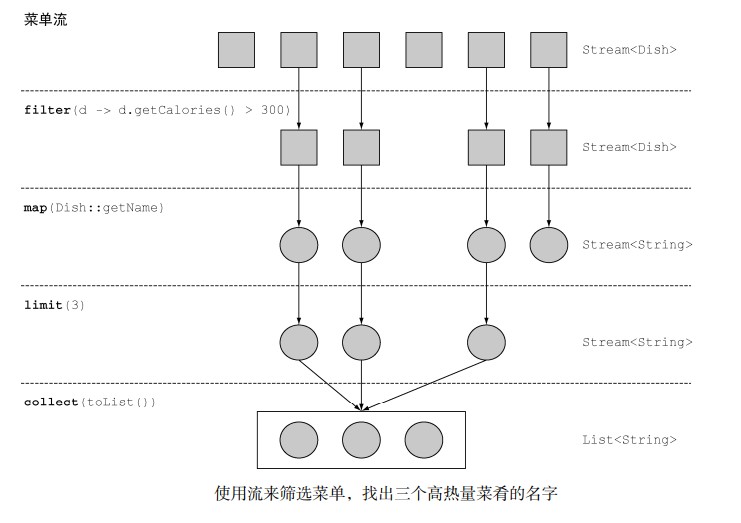 菜单流
Stream<Dish>
filter(d -> d.getCalories() > 300)
Stream<Dish>
map(Dish::getName)
Stream<String>
limit(3)
Stream<String>
collect(toList())
List<String>
使用流来筛选菜单，找出三个高热量菜肴的名字